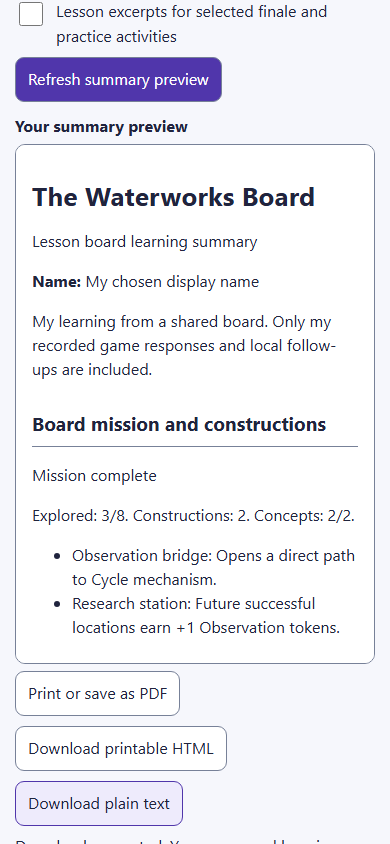 Lesson excerpts for selected finale and
practice activities
Refresh summary preview
Your summary preview
The Waterworks Board
Lesson board learning summary
Name: My chosen display name
My learning from a shared board. Only my
recorded game responses and local follow-
ups are included.
Board mission and constructions
Mission complete
Explored: 3/8. Constructions: 2. Concepts: 2/2.
Observation bridge: Opens a direct path
to Cycle mechanism.
Research station: Future successful
locations earn +1 Observation tokens.
Print or save as PDF
Download printable HTML
Download plain text